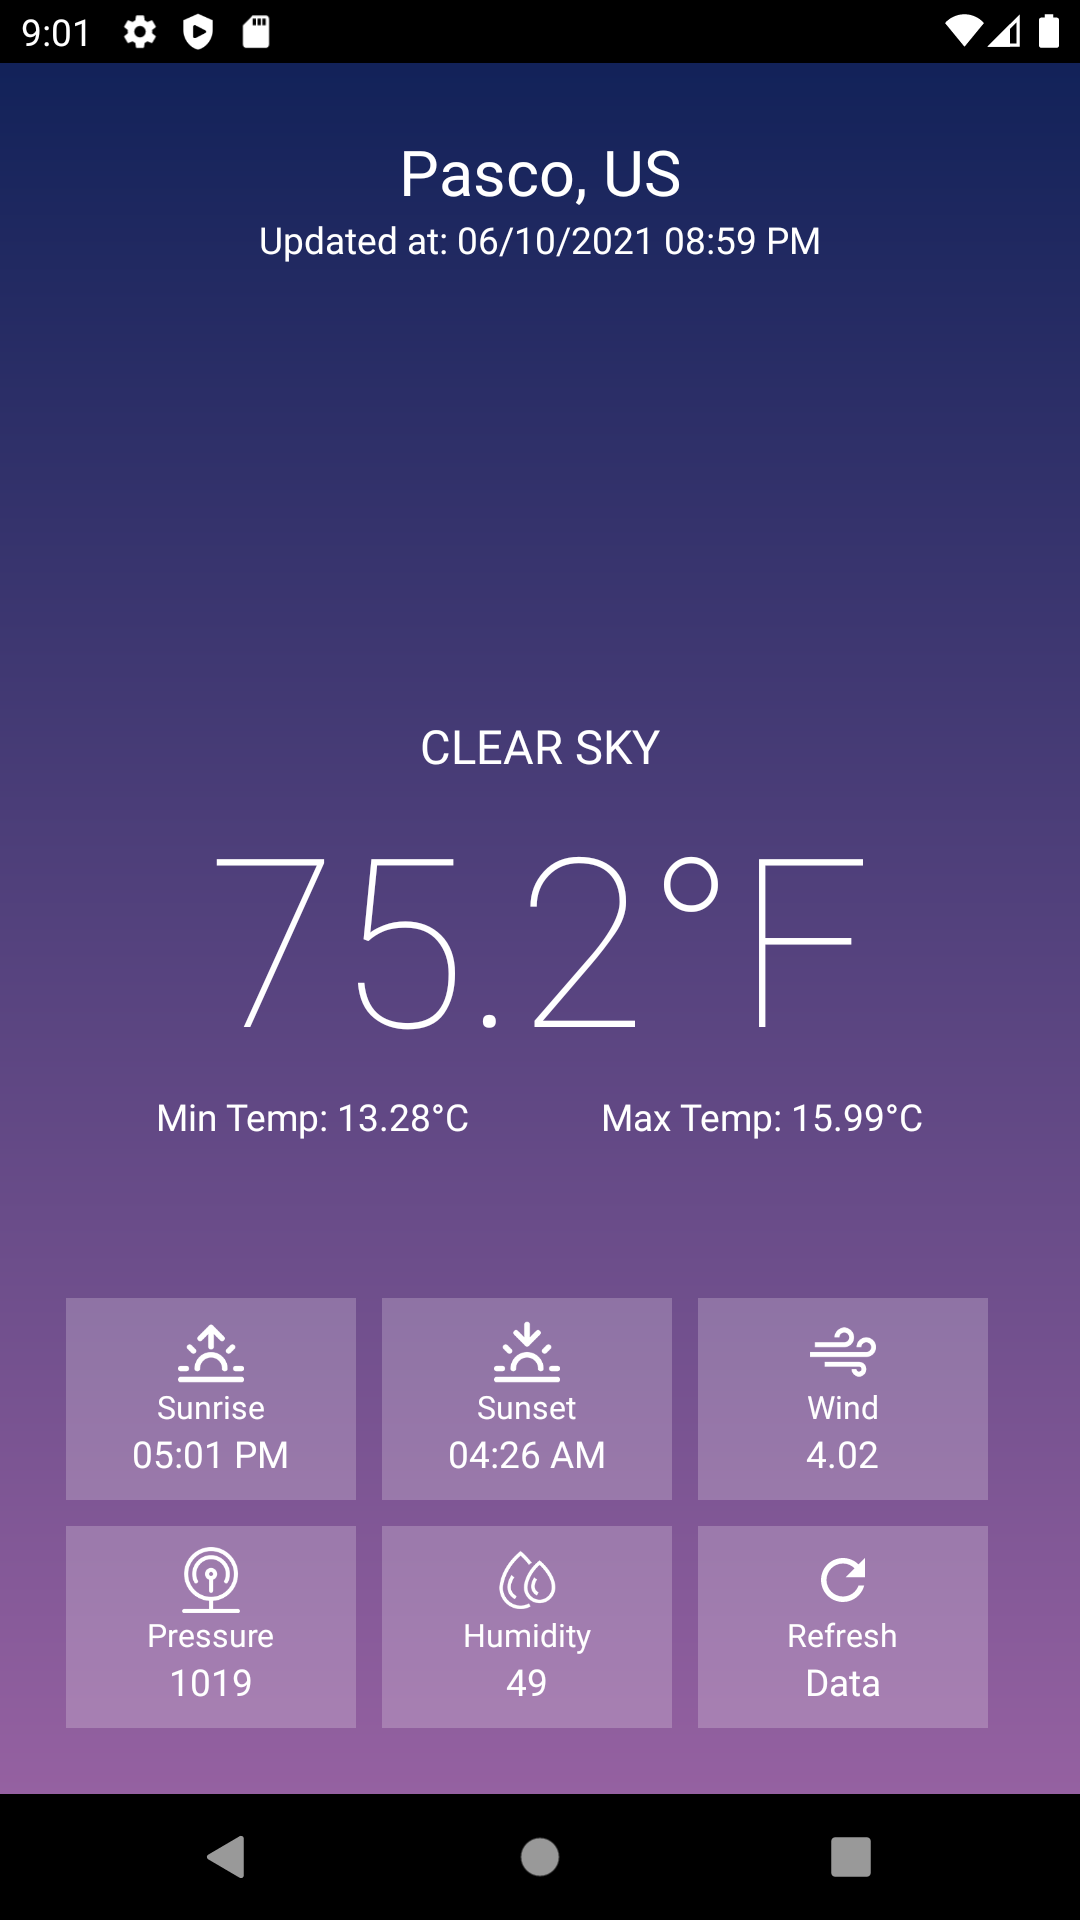 9:01
Pasco, US
Updated at: 06/10/2021 08:59 PM
CLEAR SKY
75.2°F
Min Temp: 13.28°C
Max Temp: 15.99°C
Sunrise
05:01 PM
Sunset
04:26 AM
Wind
4.02
Pressure
1019
Humidity
49
Refresh
Data